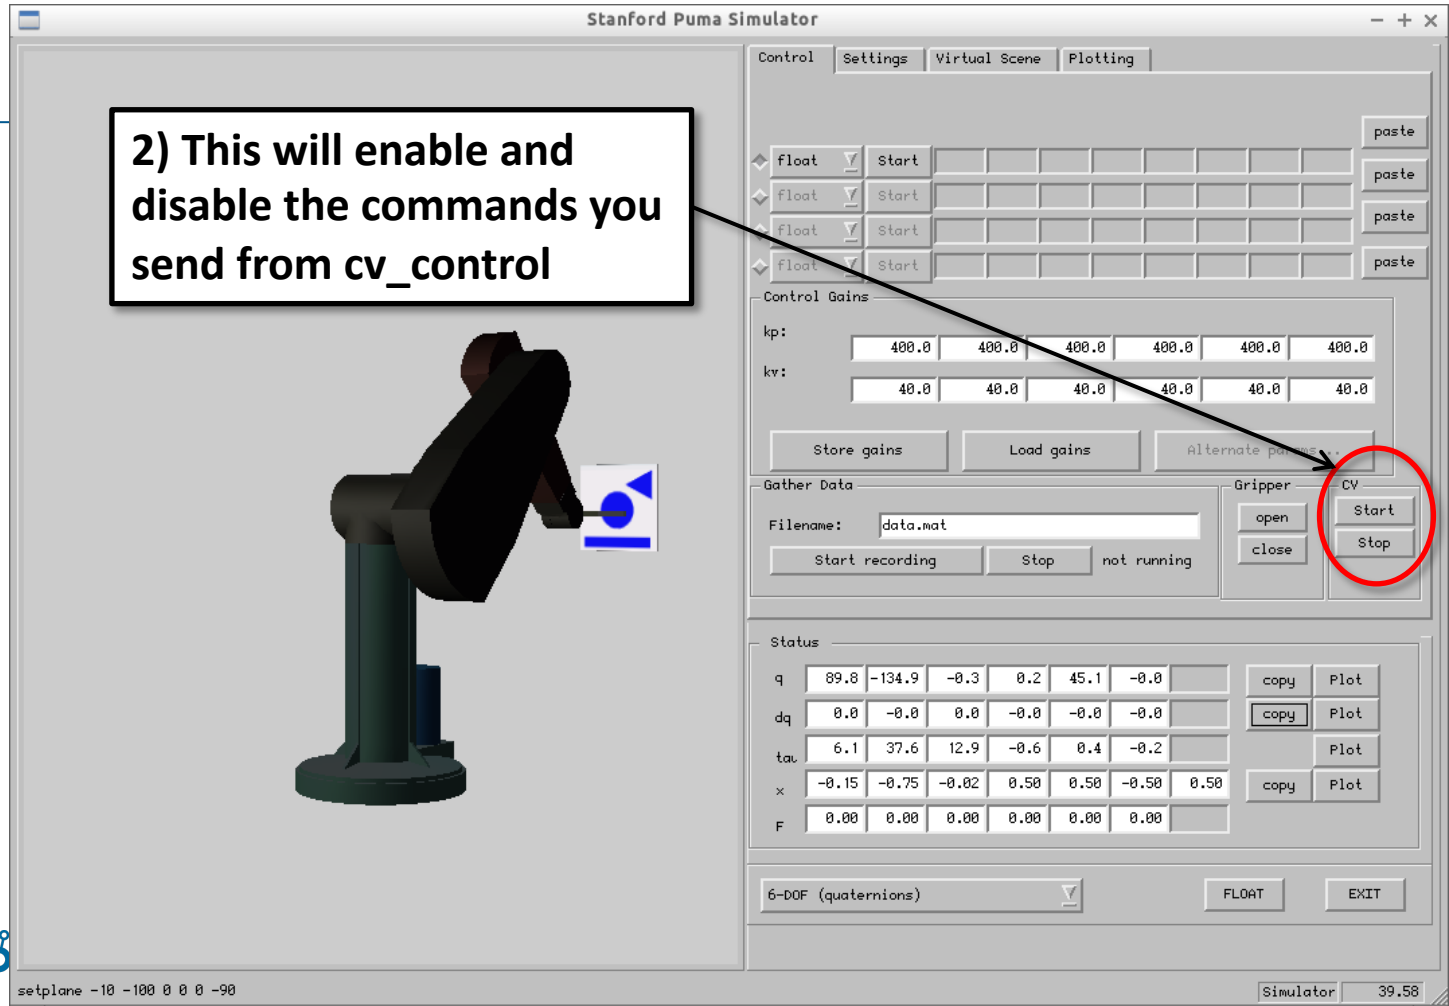 Stanford Puma Simulator
Control Settings Virtual Scene Plotting
2) This will enable and
disable the commands you
send from cv_control
paste
float Start
paste
float Start
paste
float Start
paste
float Start
Control Gains
kp:
400.0 400.0 400.0 400.0 400.0 400.0
kv:
40.0 40.0 40.0 40.0 40.0 40.0
Store gains Load gains Alternate params...
Gather Data
Filename: data.mat
Start recording Stop not running
Gripper
open
close
CV
Start
Stop
Status
q 89.8 -134.9 -0.3 0.2 45.1 -0.0 copy Plot
dq 0.0 -0.0 0.0 -0.0 -0.0 -0.0 copy Plot
tau 6.1 37.6 12.9 -0.6 0.4 -0.2 Plot
x -0.15 -0.75 -0.02 0.50 0.50 -0.50 0.50 copy Plot
F 0.00 0.00 0.00 0.00 0.00 0.00
6-DOF (quaternions) FLOAT EXIT
setplane -10 -100 0 0 0 -90 Simulator 39.58